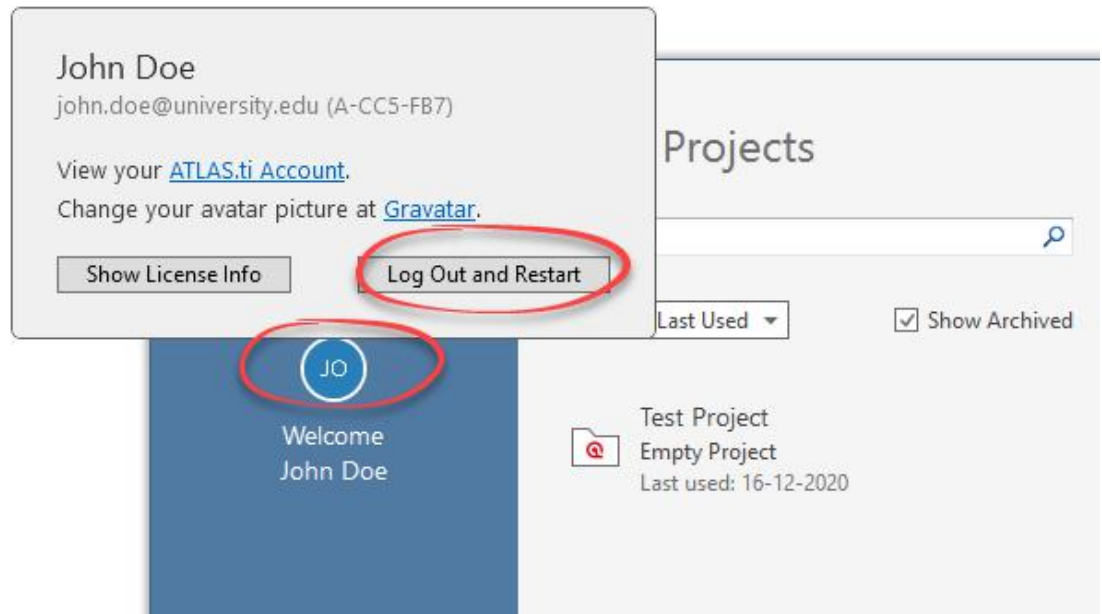 John Doe
john.doe@university.edu (A-CC5-FB7)
View your ATLAS.ti Account.
Change your avatar picture at Gravatar.
Show License Info
Log Out and Restart
Projects
Last Used
Show Archived
JO
Welcome
John Doe
Test Project
Empty Project
Last used: 16-12-2020